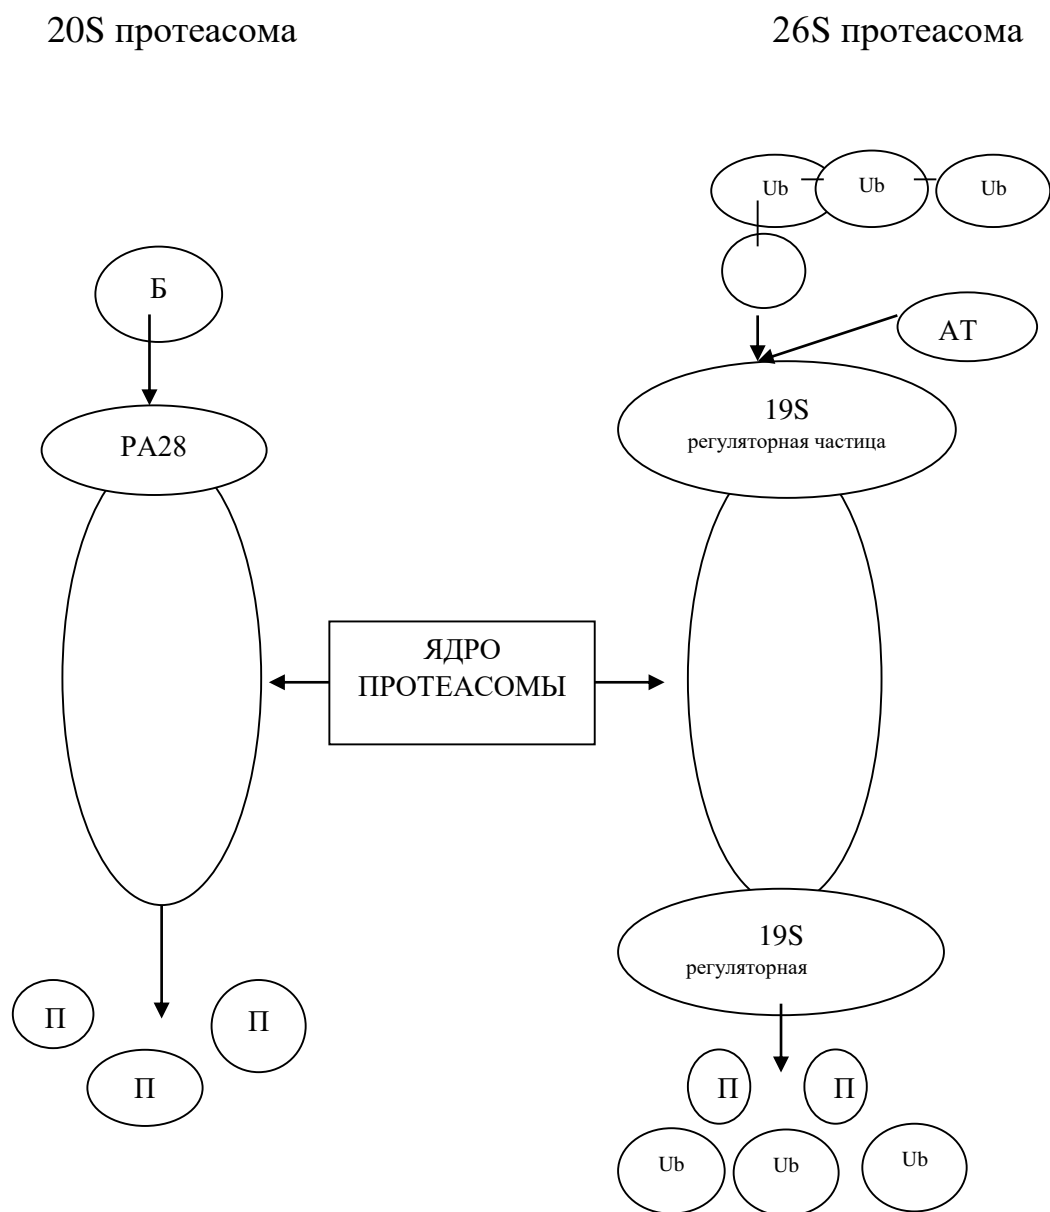 20S протеасома
26S протеасома
Ub
Ub
Ub
Б
АТ
РА28
19S
регуляторная частица
ЯДРО
ПРОТЕАСОМЫ
19S
регуляторная
П
П
П
П
П
Ub
Ub
Ub